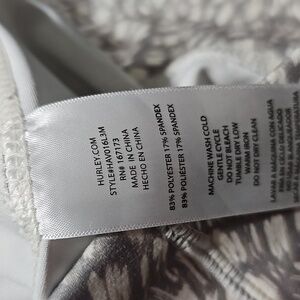 HURLEY.COM
STYLE#HAV016L3M
RN# 167173
MADE IN CHINA
HECHO EN CHINA
83% POLYESTER 17% SPANDEX
83% POLYESTER 17% SPANDEX
MACHINE WASH COLD
GENTLE CYCLE
DO NOT BLEACH
TUMBLE DRY LOW
WARM IRON
DO NOT DRY CLEAN
LAVAR A MAQUINA CON AGUA